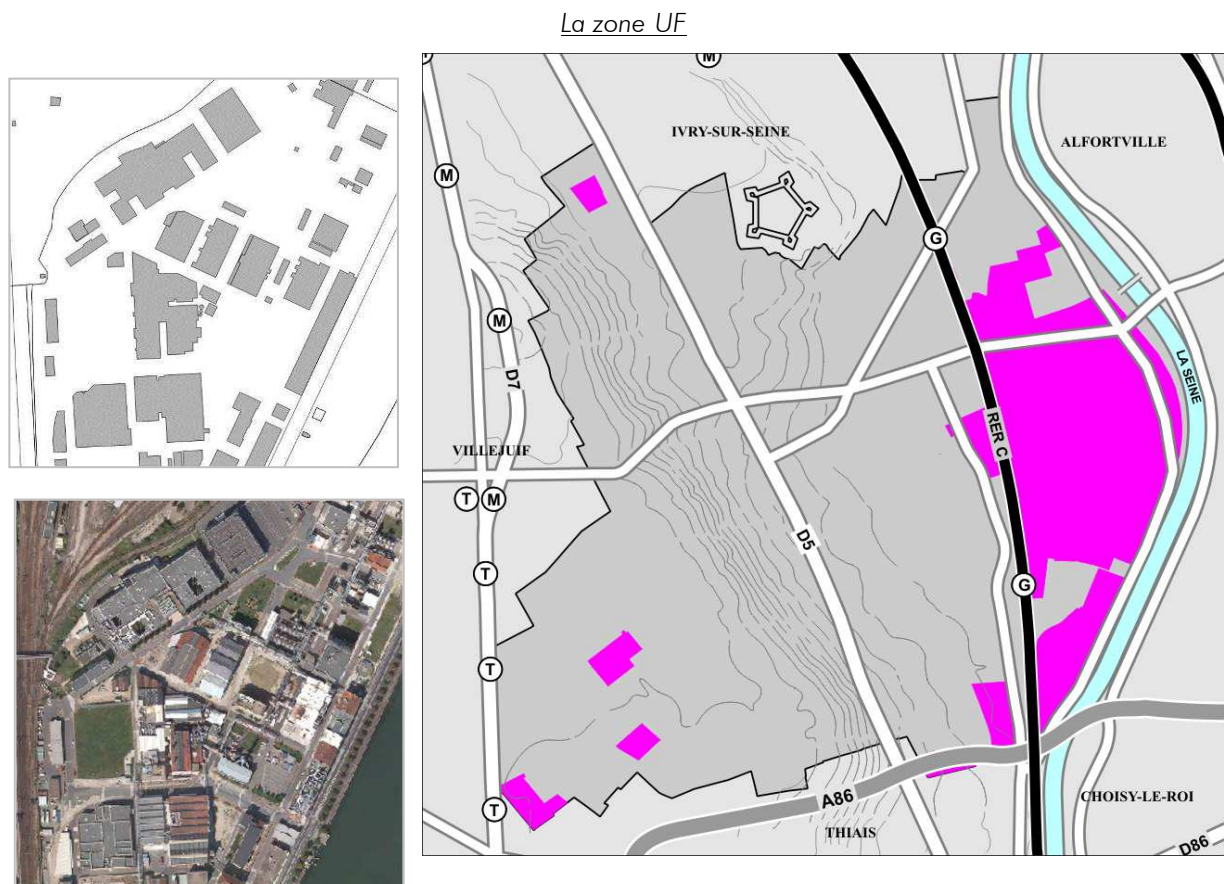 La zone UF
M
IVRY-SUR-SEINE
ALFORTVILLE
M
G
M
D7
LA SEINE
RER C
VILLEJUIF
T
M
D5
T
G
T
T
A86
CHOISY-LE-ROI
THIAIS
D86